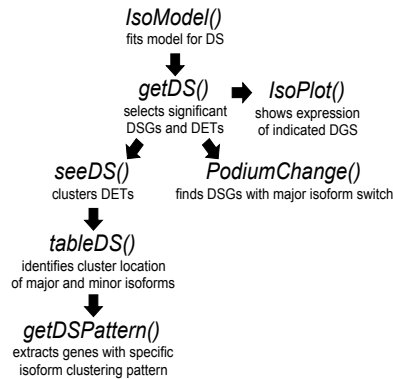 IsoModel()
fits model for DS
getDS()
selects significant
DSGs and DETs
IsoPlot()
shows expression
of indicated DGS
seeDS()
clusters DETs
PodiumChange()
finds DSGs with major isoform switch
tableDS()
identifies cluster location
of major and minor isoforms
getDSPattern()
extracts genes with specific
isoform clustering pattern